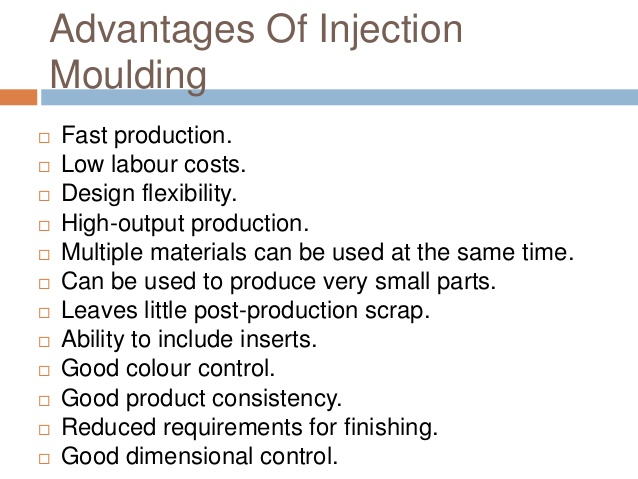 Advantages Of Injection
Moulding
Fast production.
Low labour costs.
Design flexibility.
High-output production.
Multiple materials can be used at the same time.
Can be used to produce very small parts.
Leaves little post-production scrap.
Ability to include inserts.
Good colour control.
Good product consistency.
Reduced requirements for finishing.
Good dimensional control.